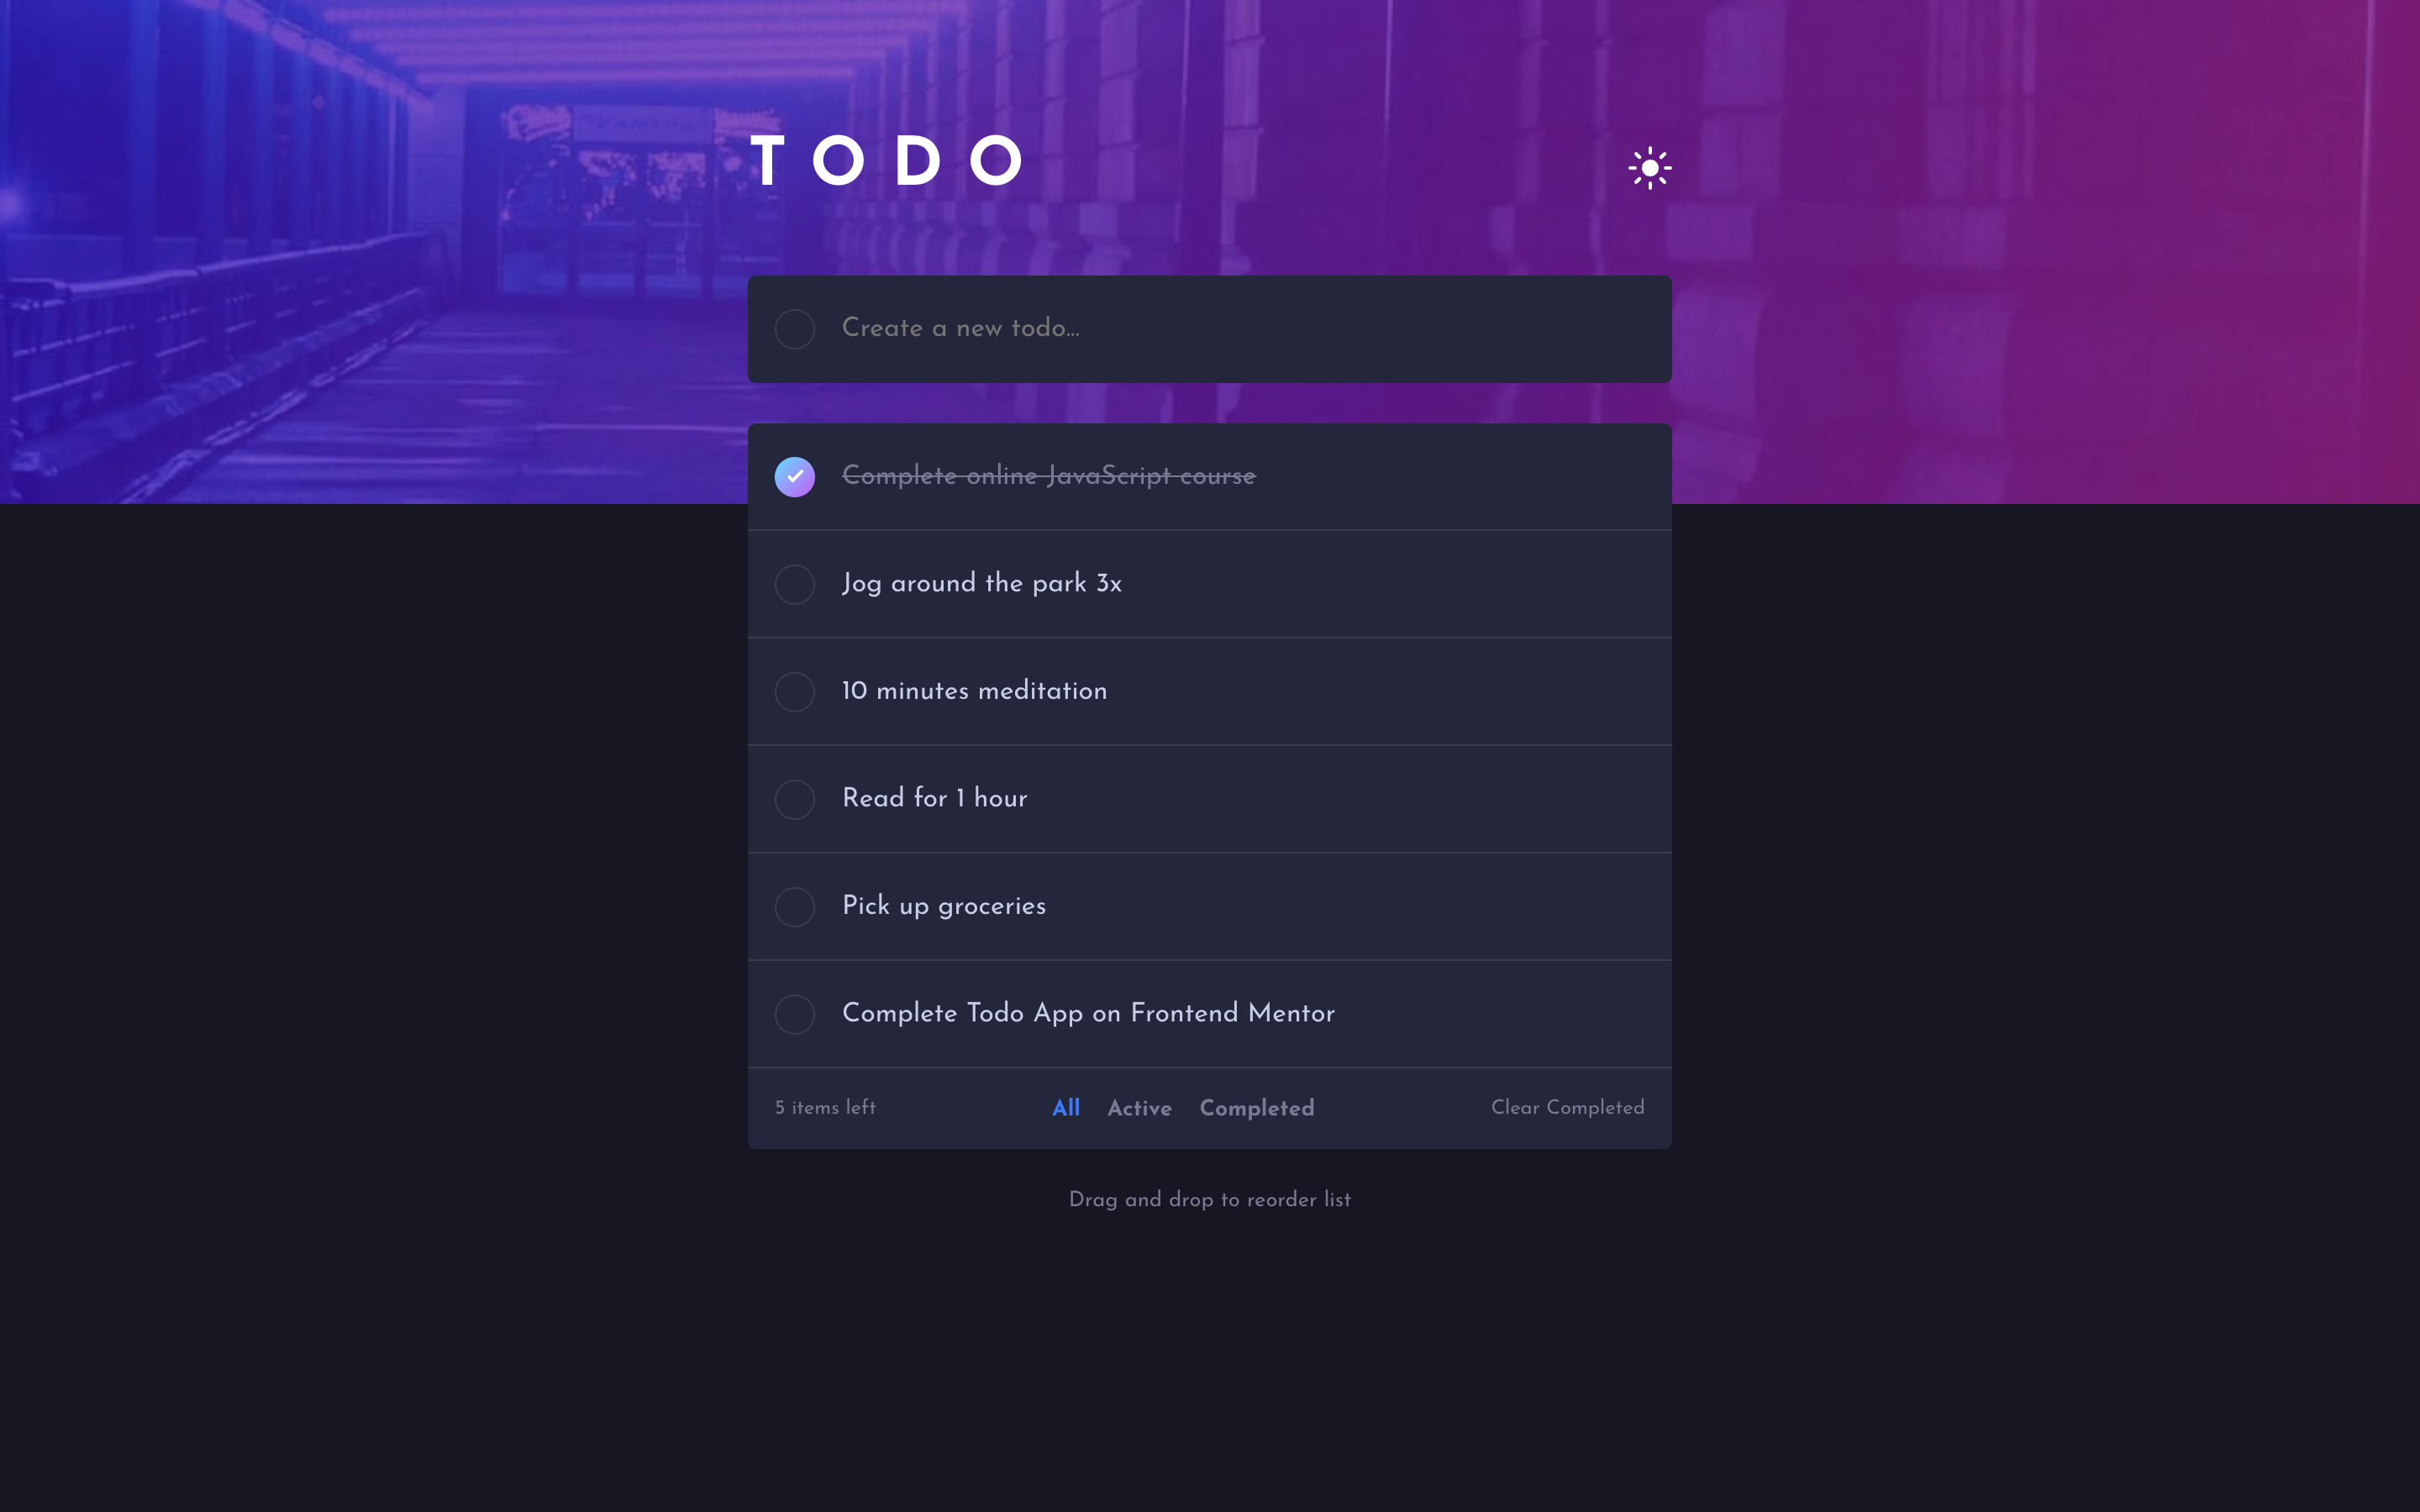 TODO
Create a new todo...
Complete online JavaScript course
Jog around the park 3x
10 minutes meditation
Read for 1 hour
Pick up groceries
Complete Todo App on Frontend Mentor
5 items left All Active Completed Clear Completed
Drag and drop to reorder list